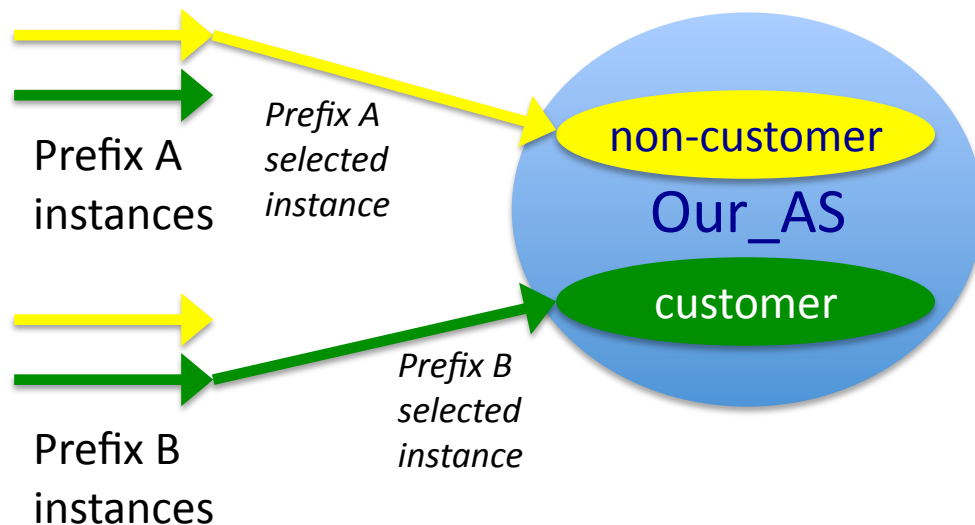 Prefix A
instances
Prefix A
selected
instance
non-customer
Our_AS
customer
Prefix B
instances
Prefix B
selected
instance